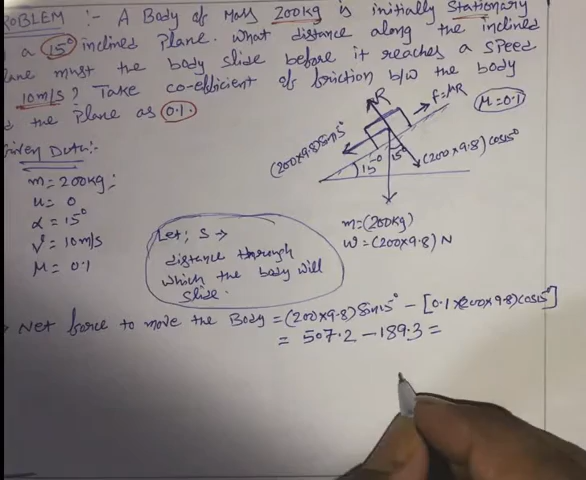 ROBLEM :- A Body of Mass 200kg is initially Stationary
a 15° inclined Plane. What distance along the inclined
lane must the body slide before it reaches a speed
10m/s? Take co-efficient of friction b/w the body
d the Plane as 0.1.
R
F=μR
μ=0.1
(200×9.8)Sin15°
15°
15°
(200×9.8)cos15°
iven Data:-
m=200kg:
u=0
α=15°
V=10m/s
μ=0.1
Let; S →
distance through
which the body will
slide.
m=(200kg)
W=(200×9.8) N
Net force to move the Body = (200×9.8) Sin15° - [0.1×200×9.8)cos15°]
= 507.2 - 189.3 =